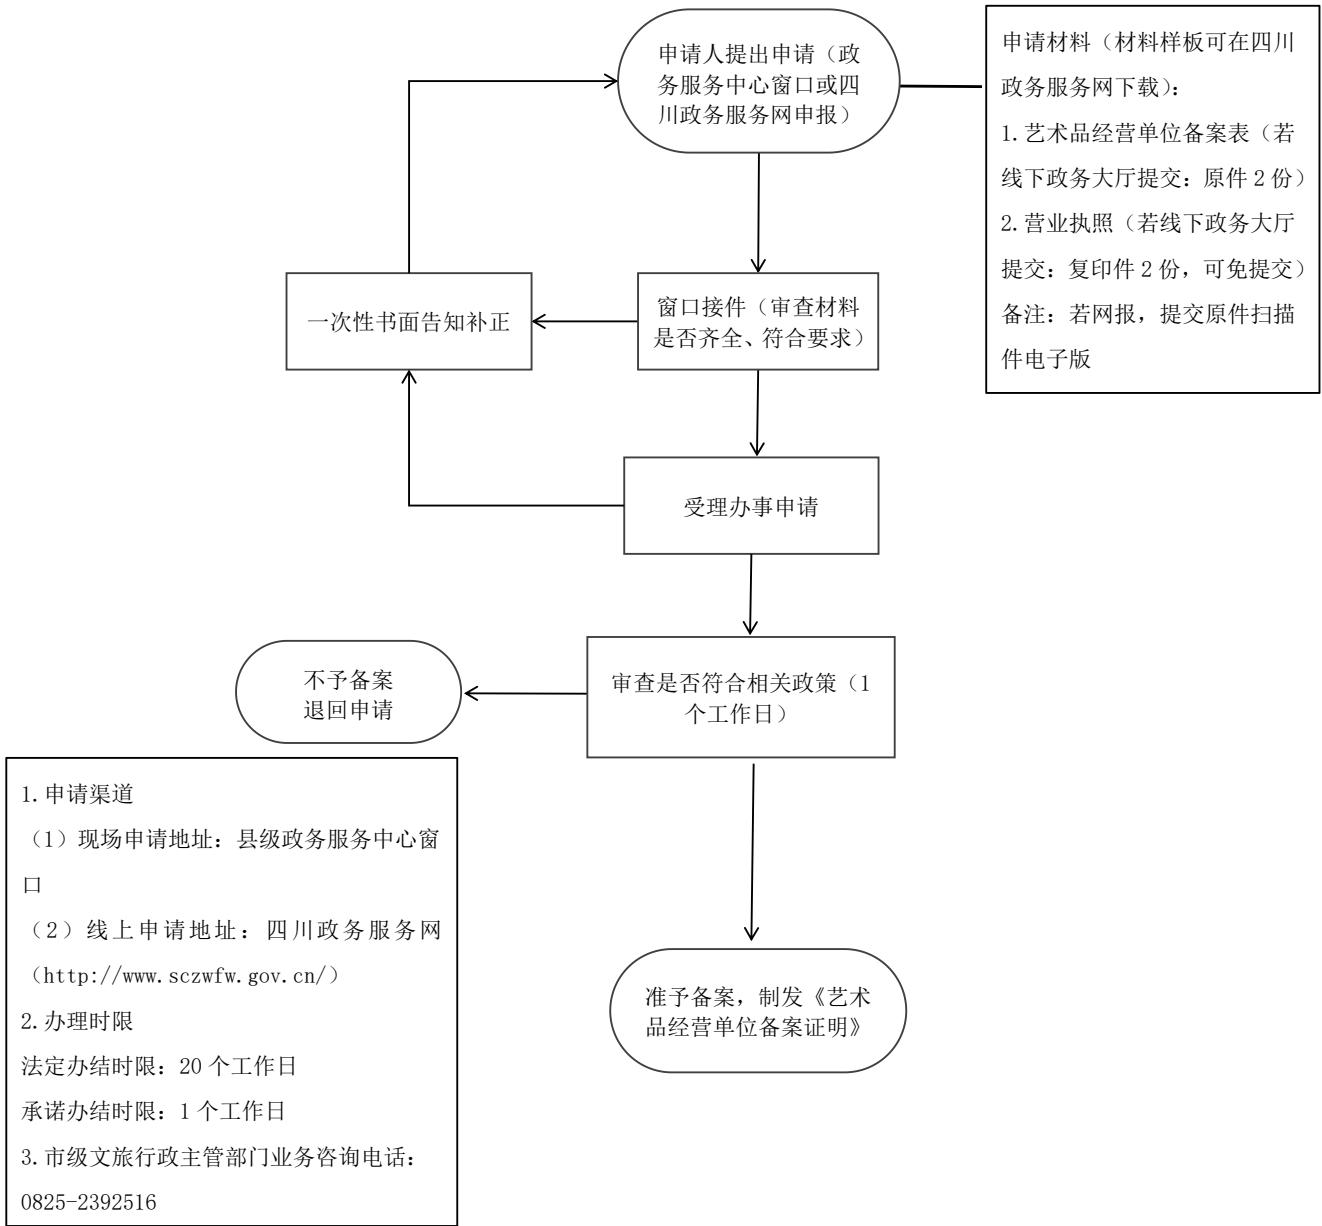 申请人提出申请（政
务服务中心窗口或四
川政务服务网申报）
申请材料（材料样板可在四川
政务服务网下载）：
1.艺术品经营单位备案表（若
线下政务大厅提交：原件 2 份）
2.营业执照（若线下政务大厅
提交：复印件 2 份，可免提交）
备注：若网报，提交原件扫描
件电子版
一次性书面告知补正
窗口接件（审查材料
是否齐全、符合要求）
受理办事申请
不予备案
退回申请
审查是否符合相关政策（1
个工作日）
1.申请渠道
（1）现场申请地址：县级政务服务中心窗
口
（2）线上申请地址：四川政务服务网
（http://www.sczwfw.gov.cn/）
2.办理时限
法定办结时限：20 个工作日
承诺办结时限：1 个工作日
3.市级文旅行政主管部门业务咨询电话：
0825-2392516
准予备案，制发《艺术
品经营单位备案证明》